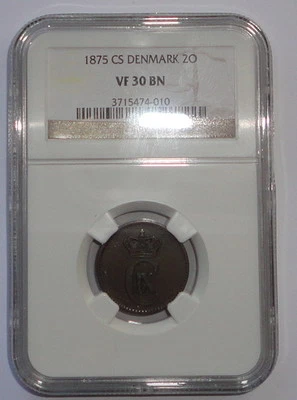 1875 CS DENMARK 2O
VF 30 BN
3715474-010